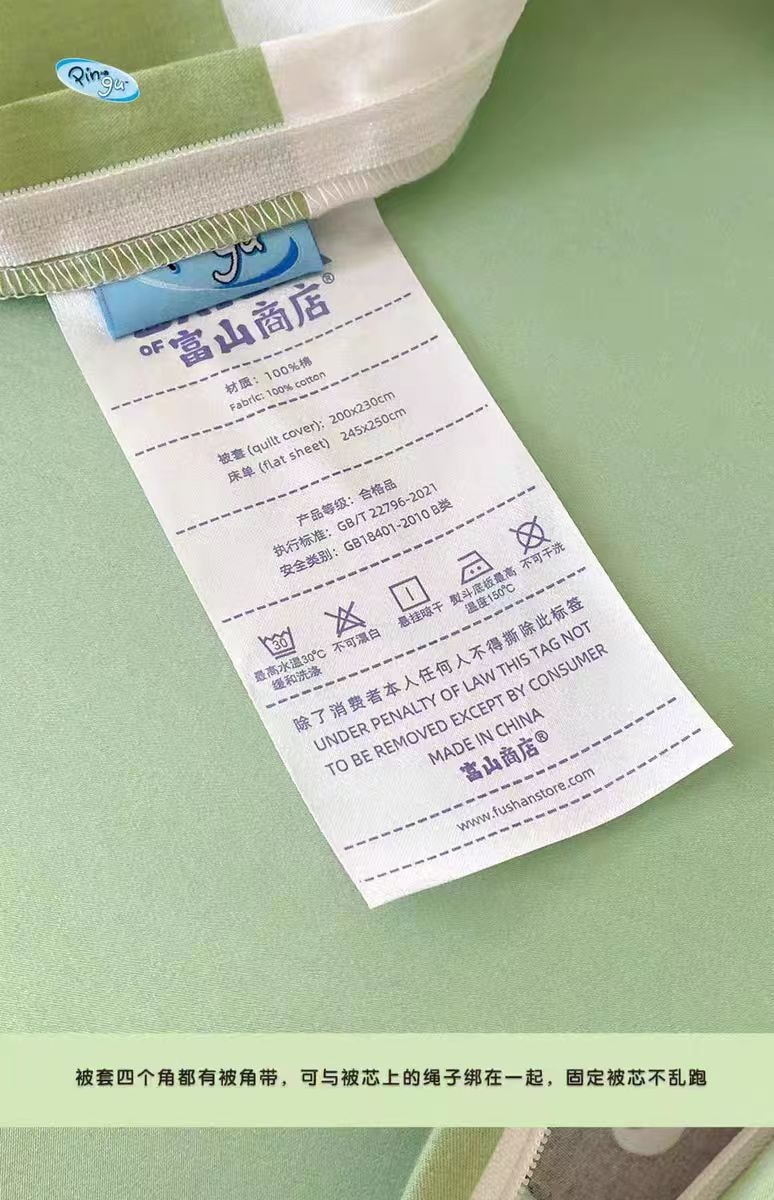 Pin-
gu
gu
OF 富山商店®
材质：100%棉
Fabric: 100% cotton
被套 (quilt cover)：200x230cm
床单 (flat sheet) 245x250cm
产品等级：合格品
执行标准：GB/T 22796-2021
安全类别：GB18401-2010 B类
30
最高水温30℃
缓和洗涤
不可漂白
悬挂晾干
熨斗底板最高
温度150℃
不可干洗
除了消费者本人任何人不得撕除此标签
UNDER PENALTY OF LAW THIS TAG NOT
TO BE REMOVED EXCEPT BY CONSUMER
MADE IN CHINA
富山商店®
www.fushanstore.com
被套四个角都有被角带，可与被芯上的绳子绑在一起，固定被芯不乱跑